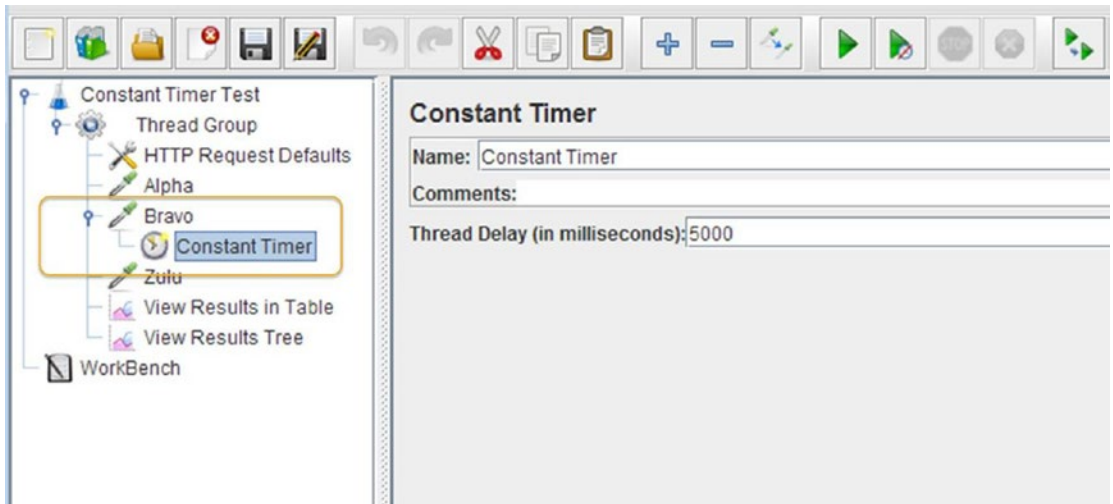 STOP
Constant Timer Test
Thread Group
HTTP Request Defaults
Alpha
Bravo
Constant Timer
Zulu
View Results in Table
View Results Tree
WorkBench
Constant Timer
Name: Constant Timer
Comments:
Thread Delay (in milliseconds): 5000